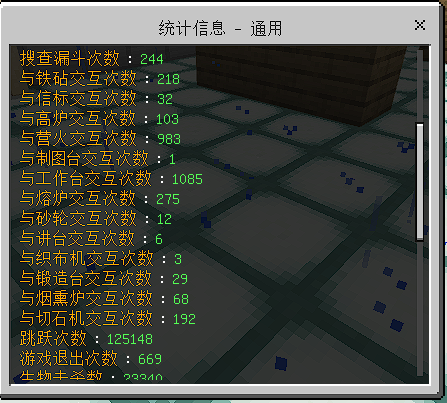 统计信息 - 通用
搜查漏斗次数：244
与铁砧交互次数：218
与信标交互次数：32
与高炉交互次数：103
与营火交互次数：983
与制图台交互次数：1
与工作台交互次数：1085
与熔炉交互次数：275
与砂轮交互次数：12
与讲台交互次数：6
与织布机交互次数：3
与锻造台交互次数：29
与烟熏炉交互次数：68
与切石机交互次数：192
跳跃次数：125148
游戏退出次数：669
生物击杀数：23340